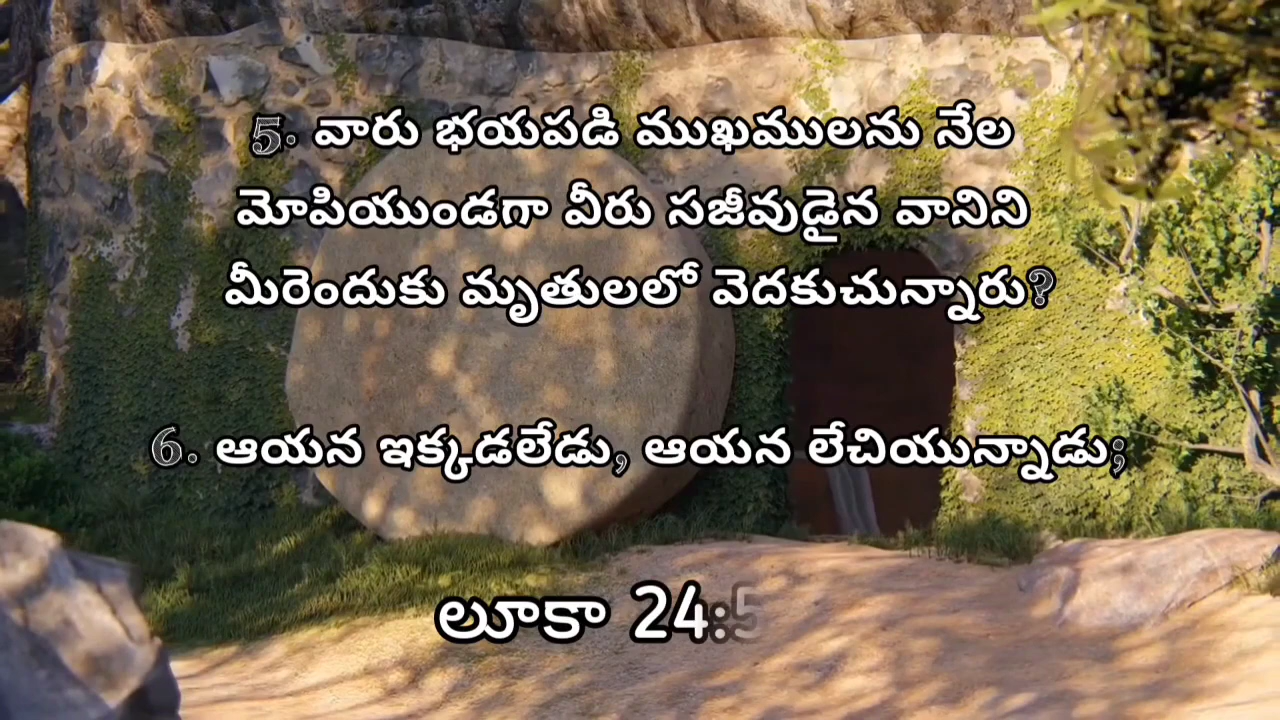 5. వారు భయపడి ముఖములను నేల
మోపియుండగా వీరు సజీవుడైన వానిని
మీరెందుకు మృతులలో వెదకుచున్నారు?
6. ఆయన ఇక్కడలేడు, ఆయన లేచియున్నాడు;
లూకా 24:5